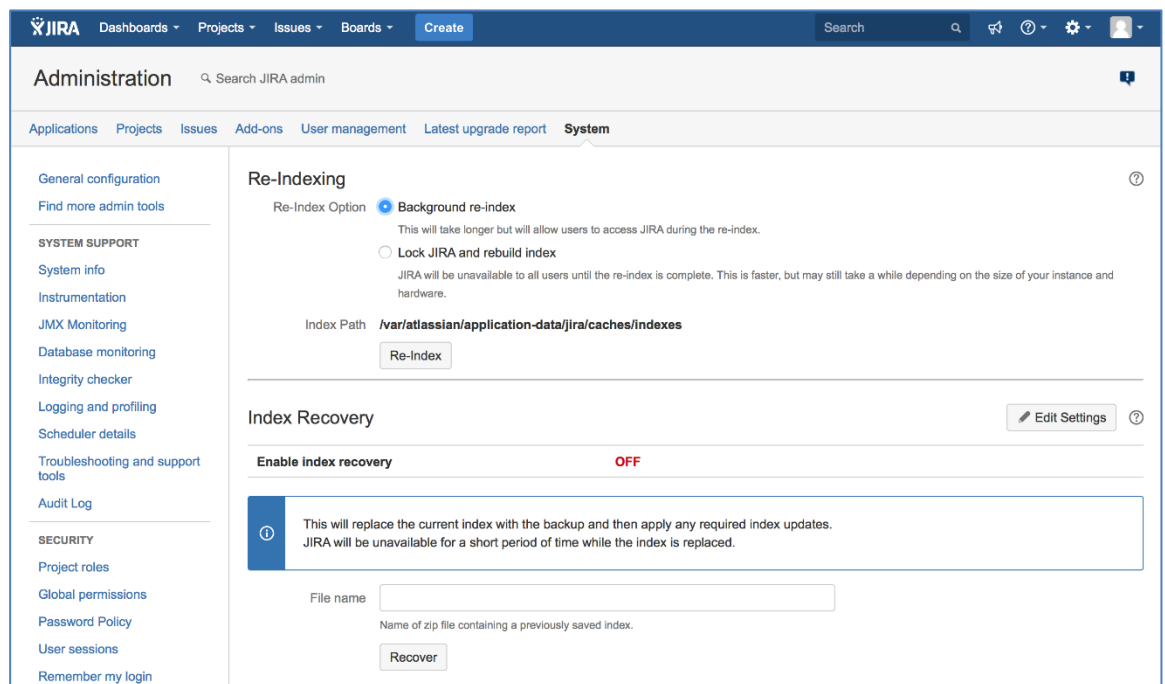 JIRA Dashboards Projects Issues Boards Create Search
Administration Search JIRA admin
Applications Projects Issues Add-ons User management Latest upgrade report System
General configuration
Find more admin tools
SYSTEM SUPPORT
System info
Instrumentation
JMX Monitoring
Database monitoring
Integrity checker
Logging and profiling
Scheduler details
Troubleshooting and support
tools
Audit Log
SECURITY
Project roles
Global permissions
Password Policy
User sessions
Remember my login
Re-Indexing
Re-Index Option Background re-index
This will take longer but will allow users to access JIRA during the re-index.
Lock JIRA and rebuild index
JIRA will be unavailable to all users until the re-index is complete. This is faster, but may still take a while depending on the size of your instance and
hardware.
Index Path /var/atlassian/application-data/jira/caches/indexes
Re-Index
Index Recovery Edit Settings
Enable index recovery OFF
This will replace the current index with the backup and then apply any required index updates.
JIRA will be unavailable for a short period of time while the index is replaced.
File name
Name of zip file containing a previously saved index.
Recover